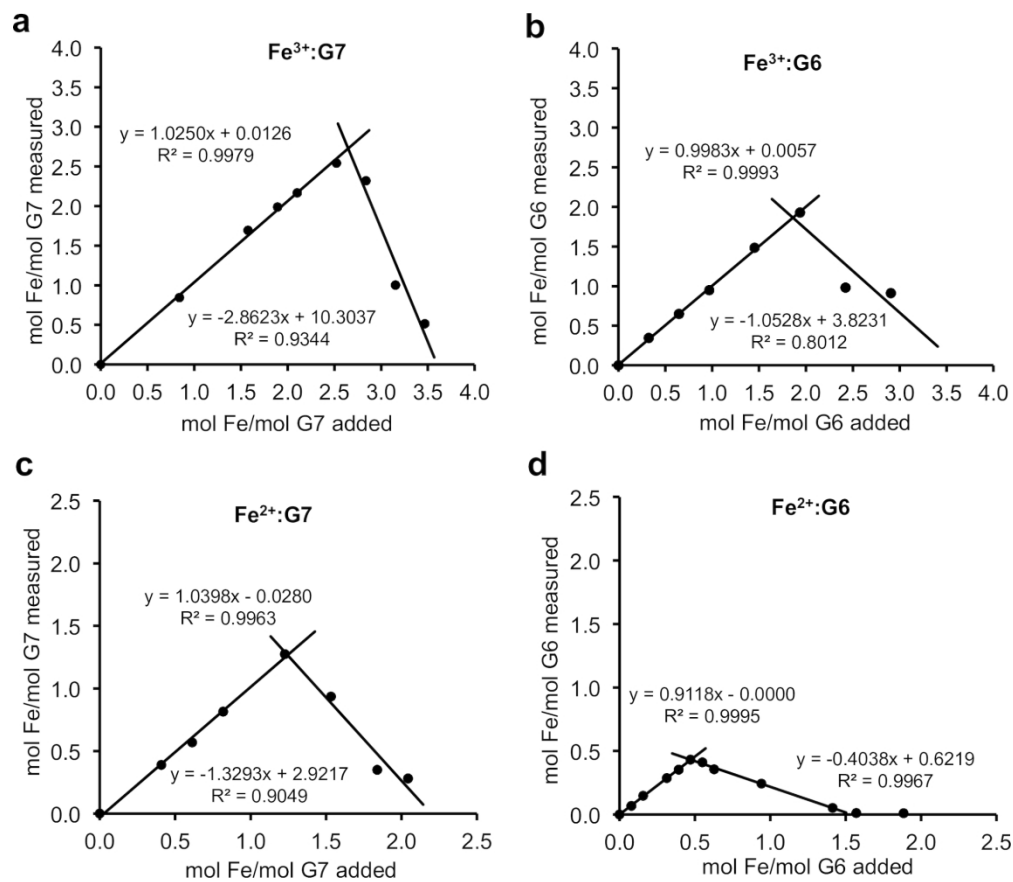 a
Fe³⁺:G7
mol Fe/mol G7 measured
4.0
3.5
3.0
2.5
2.0
1.5
1.0
0.5
0.0
y = 1.0250x + 0.0126
R² = 0.9979
y = -2.8623x + 10.3037
R² = 0.9344
0.0 0.5 1.0 1.5 2.0 2.5 3.0 3.5 4.0
mol Fe/mol G7 added
b
Fe³⁺:G6
mol Fe/mol G6 measured
4.0
3.5
3.0
2.5
2.0
1.5
1.0
0.5
0.0
y = 0.9983x + 0.0057
R² = 0.9993
y = -1.0528x + 3.8231
R² = 0.8012
0.0 0.5 1.0 1.5 2.0 2.5 3.0 3.5 4.0
mol Fe/mol G6 added
c
Fe²⁺:G7
mol Fe/mol G7 measured
2.5
2.0
1.5
1.0
0.5
0.0
y = 1.0398x - 0.0280
R² = 0.9963
y = -1.3293x + 2.9217
R² = 0.9049
0.0 0.5 1.0 1.5 2.0 2.5
mol Fe/mol G7 added
d
Fe²⁺:G6
mol Fe/mol G6 measured
2.5
2.0
1.5
1.0
0.5
0.0
y = 0.9118x - 0.0000
R² = 0.9995
y = -0.4038x + 0.6219
R² = 0.9967
0.0 0.5 1.0 1.5 2.0 2.5
mol Fe/mol G6 added